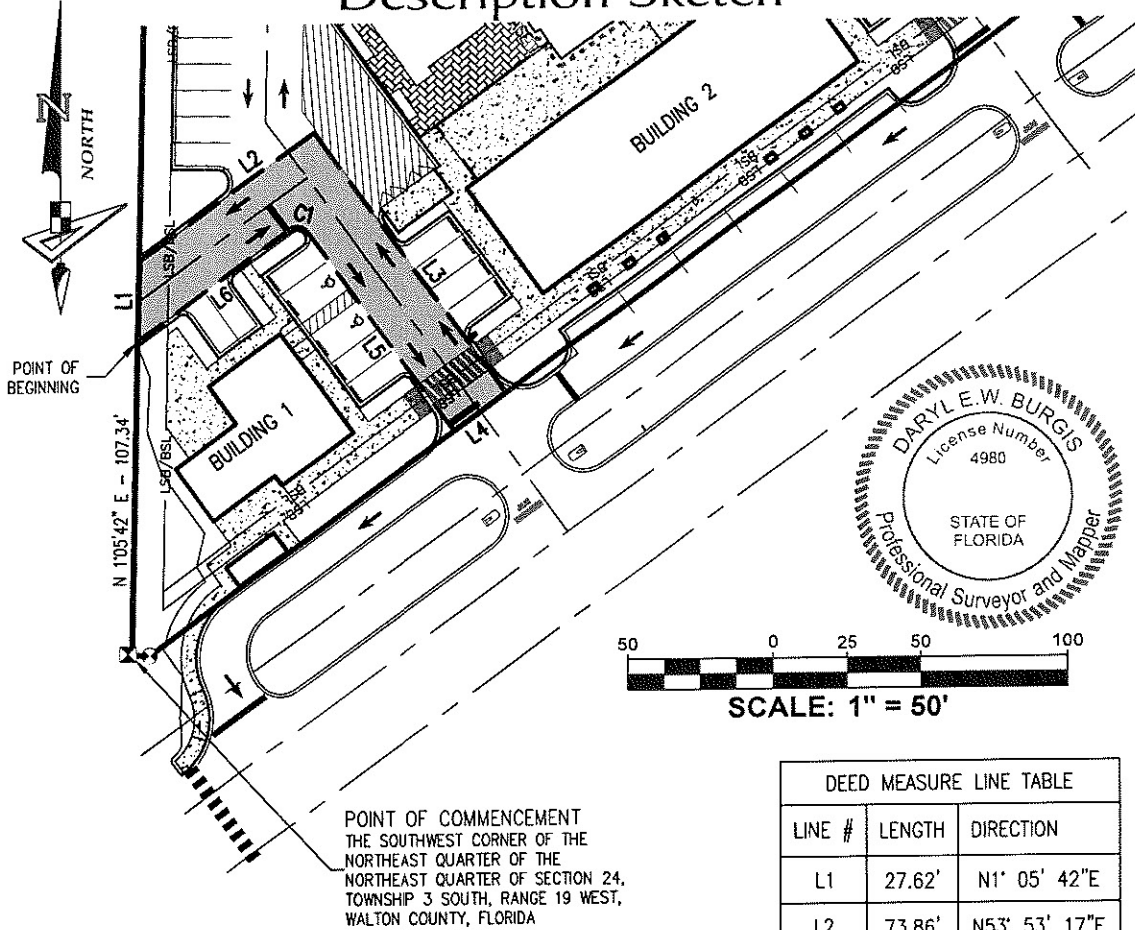 Description Sketch
N
NORTH
BUILDING 2
LSB/BSL
BSL
LSB
L2
C1
L1
L3
L6
L5
LSB/BSL
POINT OF
BEGINNING
BUILDING 1
L4
N 1°05'42" E - 107.34'
LSB/BSL
DARYL E.W. BURGIS
License Number
4980
STATE OF
FLORIDA
Professional Surveyor and Mapper
50 0 25 50 100
SCALE: 1" = 50'
POINT OF COMMENCEMENT
THE SOUTHWEST CORNER OF THE
NORTHEAST QUARTER OF THE
NORTHEAST QUARTER OF SECTION 24,
TOWNSHIP 3 SOUTH, RANGE 19 WEST,
WALTON COUNTY, FLORIDA
DEED MEASURE LINE TABLE
LINE # LENGTH DIRECTION
L1 27.62' N1° 05' 42"E
L2 73.86' N53° 53' 17"E